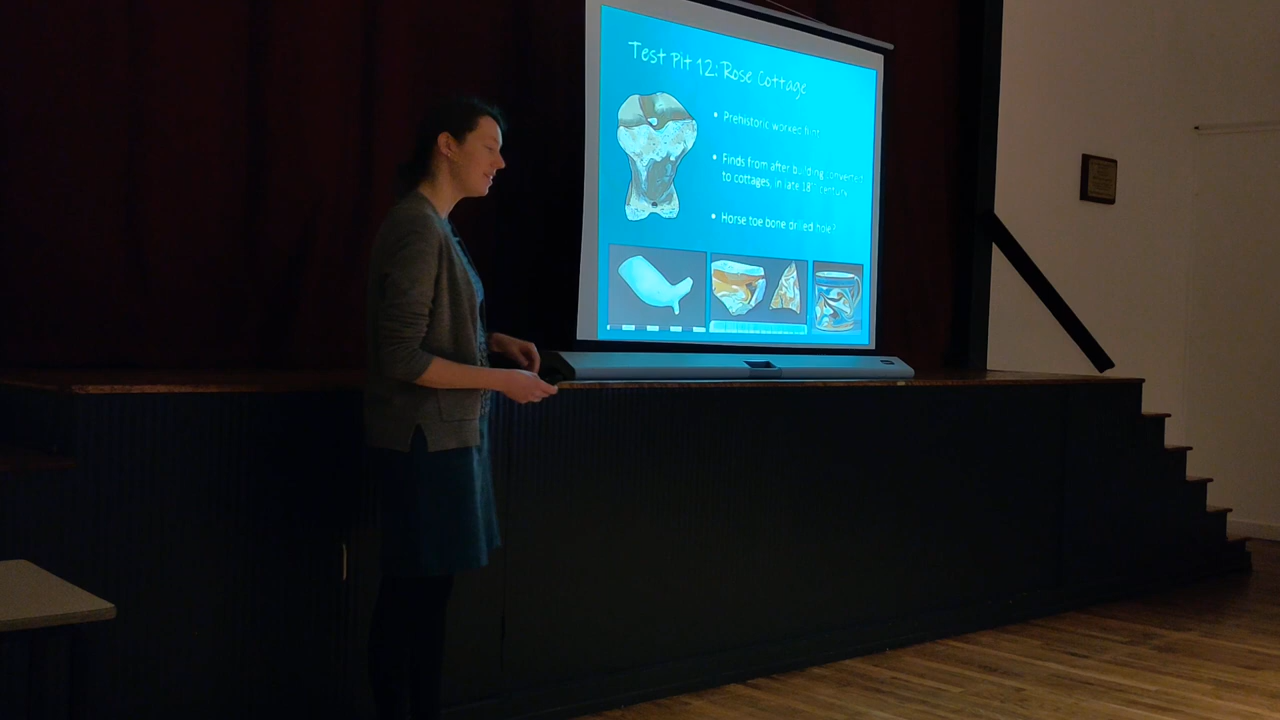 Test Pit 12: Rose Cottage
• Prehistoric worked flint
• Finds from after building converted
to cottages, in late 18th century
• Horse toe bone drilled hole?